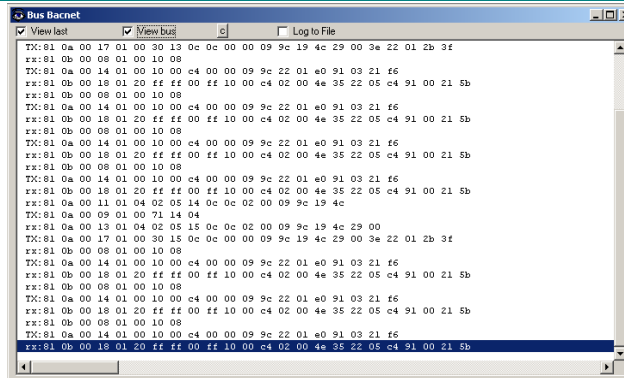 Bus Bacnet
View last View bus c Log to File
TX:81 0a 00 17 01 00 30 13 0c 0c 00 00 09 9c 19 4c 29 00 3e 22 01 2b 3f
rx:81 0b 00 08 01 00 10 08
TX:81 0a 00 14 01 00 10 00 c4 00 00 09 9c 22 01 e0 91 03 21 f6
rx:81 0b 00 18 01 20 ff ff 00 ff 10 00 c4 02 00 4e 35 22 05 c4 91 00 21 5b
rx:81 0b 00 08 01 00 10 08
TX:81 0a 00 14 01 00 10 00 c4 00 00 09 9c 22 01 e0 91 03 21 f6
rx:81 0b 00 18 01 20 ff ff 00 ff 10 00 c4 02 00 4e 35 22 05 c4 91 00 21 5b
rx:81 0b 00 08 01 00 10 08
TX:81 0a 00 14 01 00 10 00 c4 00 00 09 9c 22 01 e0 91 03 21 f6
rx:81 0b 00 18 01 20 ff ff 00 ff 10 00 c4 02 00 4e 35 22 05 c4 91 00 21 5b
rx:81 0b 00 08 01 00 10 08
TX:81 0a 00 14 01 00 10 00 c4 00 00 09 9c 22 01 e0 91 03 21 f6
rx:81 0b 00 18 01 20 ff ff 00 ff 10 00 c4 02 00 4e 35 22 05 c4 91 00 21 5b
rx:81 0a 00 11 01 04 02 05 14 0c 0c 02 00 09 9c 19 4c
TX:81 0a 00 09 01 00 71 14 04
rx:81 0a 00 13 01 04 02 05 15 0c 0c 02 00 09 9c 19 4c 29 00
TX:81 0a 00 17 01 00 30 15 0c 0c 00 00 09 9c 19 4c 29 00 3e 22 01 2b 3f
rx:81 0b 00 08 01 00 10 08
TX:81 0a 00 14 01 00 10 00 c4 00 00 09 9c 22 01 e0 91 03 21 f6
rx:81 0b 00 18 01 20 ff ff 00 ff 10 00 c4 02 00 4e 35 22 05 c4 91 00 21 5b
rx:81 0b 00 08 01 00 10 08
TX:81 0a 00 14 01 00 10 00 c4 00 00 09 9c 22 01 e0 91 03 21 f6
rx:81 0b 00 18 01 20 ff ff 00 ff 10 00 c4 02 00 4e 35 22 05 c4 91 00 21 5b
rx:81 0b 00 08 01 00 10 08
TX:81 0a 00 14 01 00 10 00 c4 00 00 09 9c 22 01 e0 91 03 21 f6
rx:81 0b 00 18 01 20 ff ff 00 ff 10 00 c4 02 00 4e 35 22 05 c4 91 00 21 5b